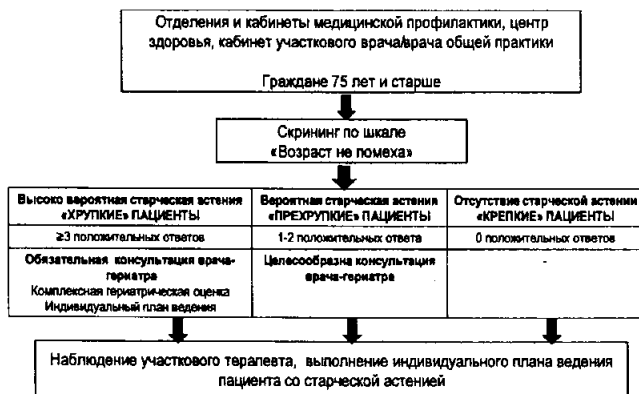 Отделения и кабинеты медицинской профилактики, центр
здоровья, кабинет участкового врача/врача общей практики
Граждане 75 лет и старше
Скрининг по шкале
«Возраст не помеха»
Высоко вероятная старческая астения
«ХРУПКИЕ» ПАЦИЕНТЫ
Вероятная старческая астения
«ПРЕХРУПКИЕ» ПАЦИЕНТЫ
Отсутствие старческой астении
«КРЕПКИЕ» ПАЦИЕНТЫ
≥3 положительных ответов
1-2 положительных ответа
0 положительных ответов
Обязательная консультация врача-
гериатра
Комплексная гериатрическая оценка
Индивидуальный план ведения
Целесообразна консультация
врача-гериатра
-
Наблюдение участкового терапевта, выполнение индивидуального плана ведения
пациента со старческой астенией